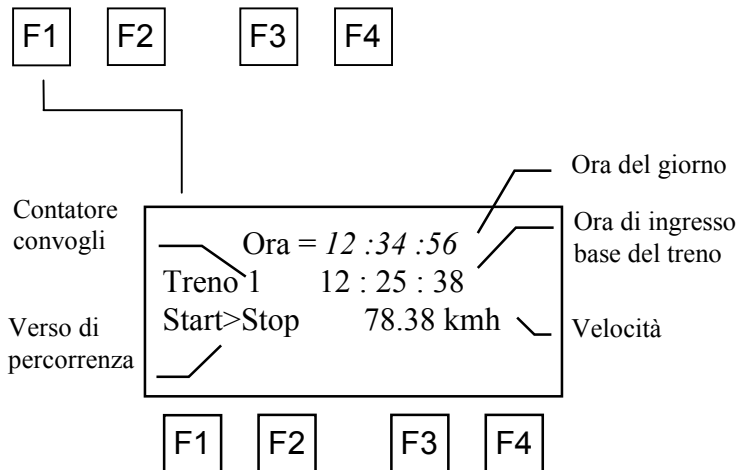 F1 F2 F3 F4
Ora del giorno
Contatore
convogli
Ora di ingresso
base del treno
Ora = 12 :34 :56
Treno 1 12 : 25 : 38
Start>Stop 78.38 kmh
Verso di
percorrenza
Velocità
F1 F2 F3 F4